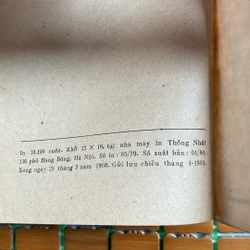 In 10.100 cuốn. Khổ 13 × 19. tại nhà máy in Thống Nhất
136 phố Hàng Bông, Hà Nội. Số in: 85/79. Số xuất bản: 01/80.
Xong ngày 25 tháng 3 năm 1980. Gửi lưu chiểu tháng 4-1980.